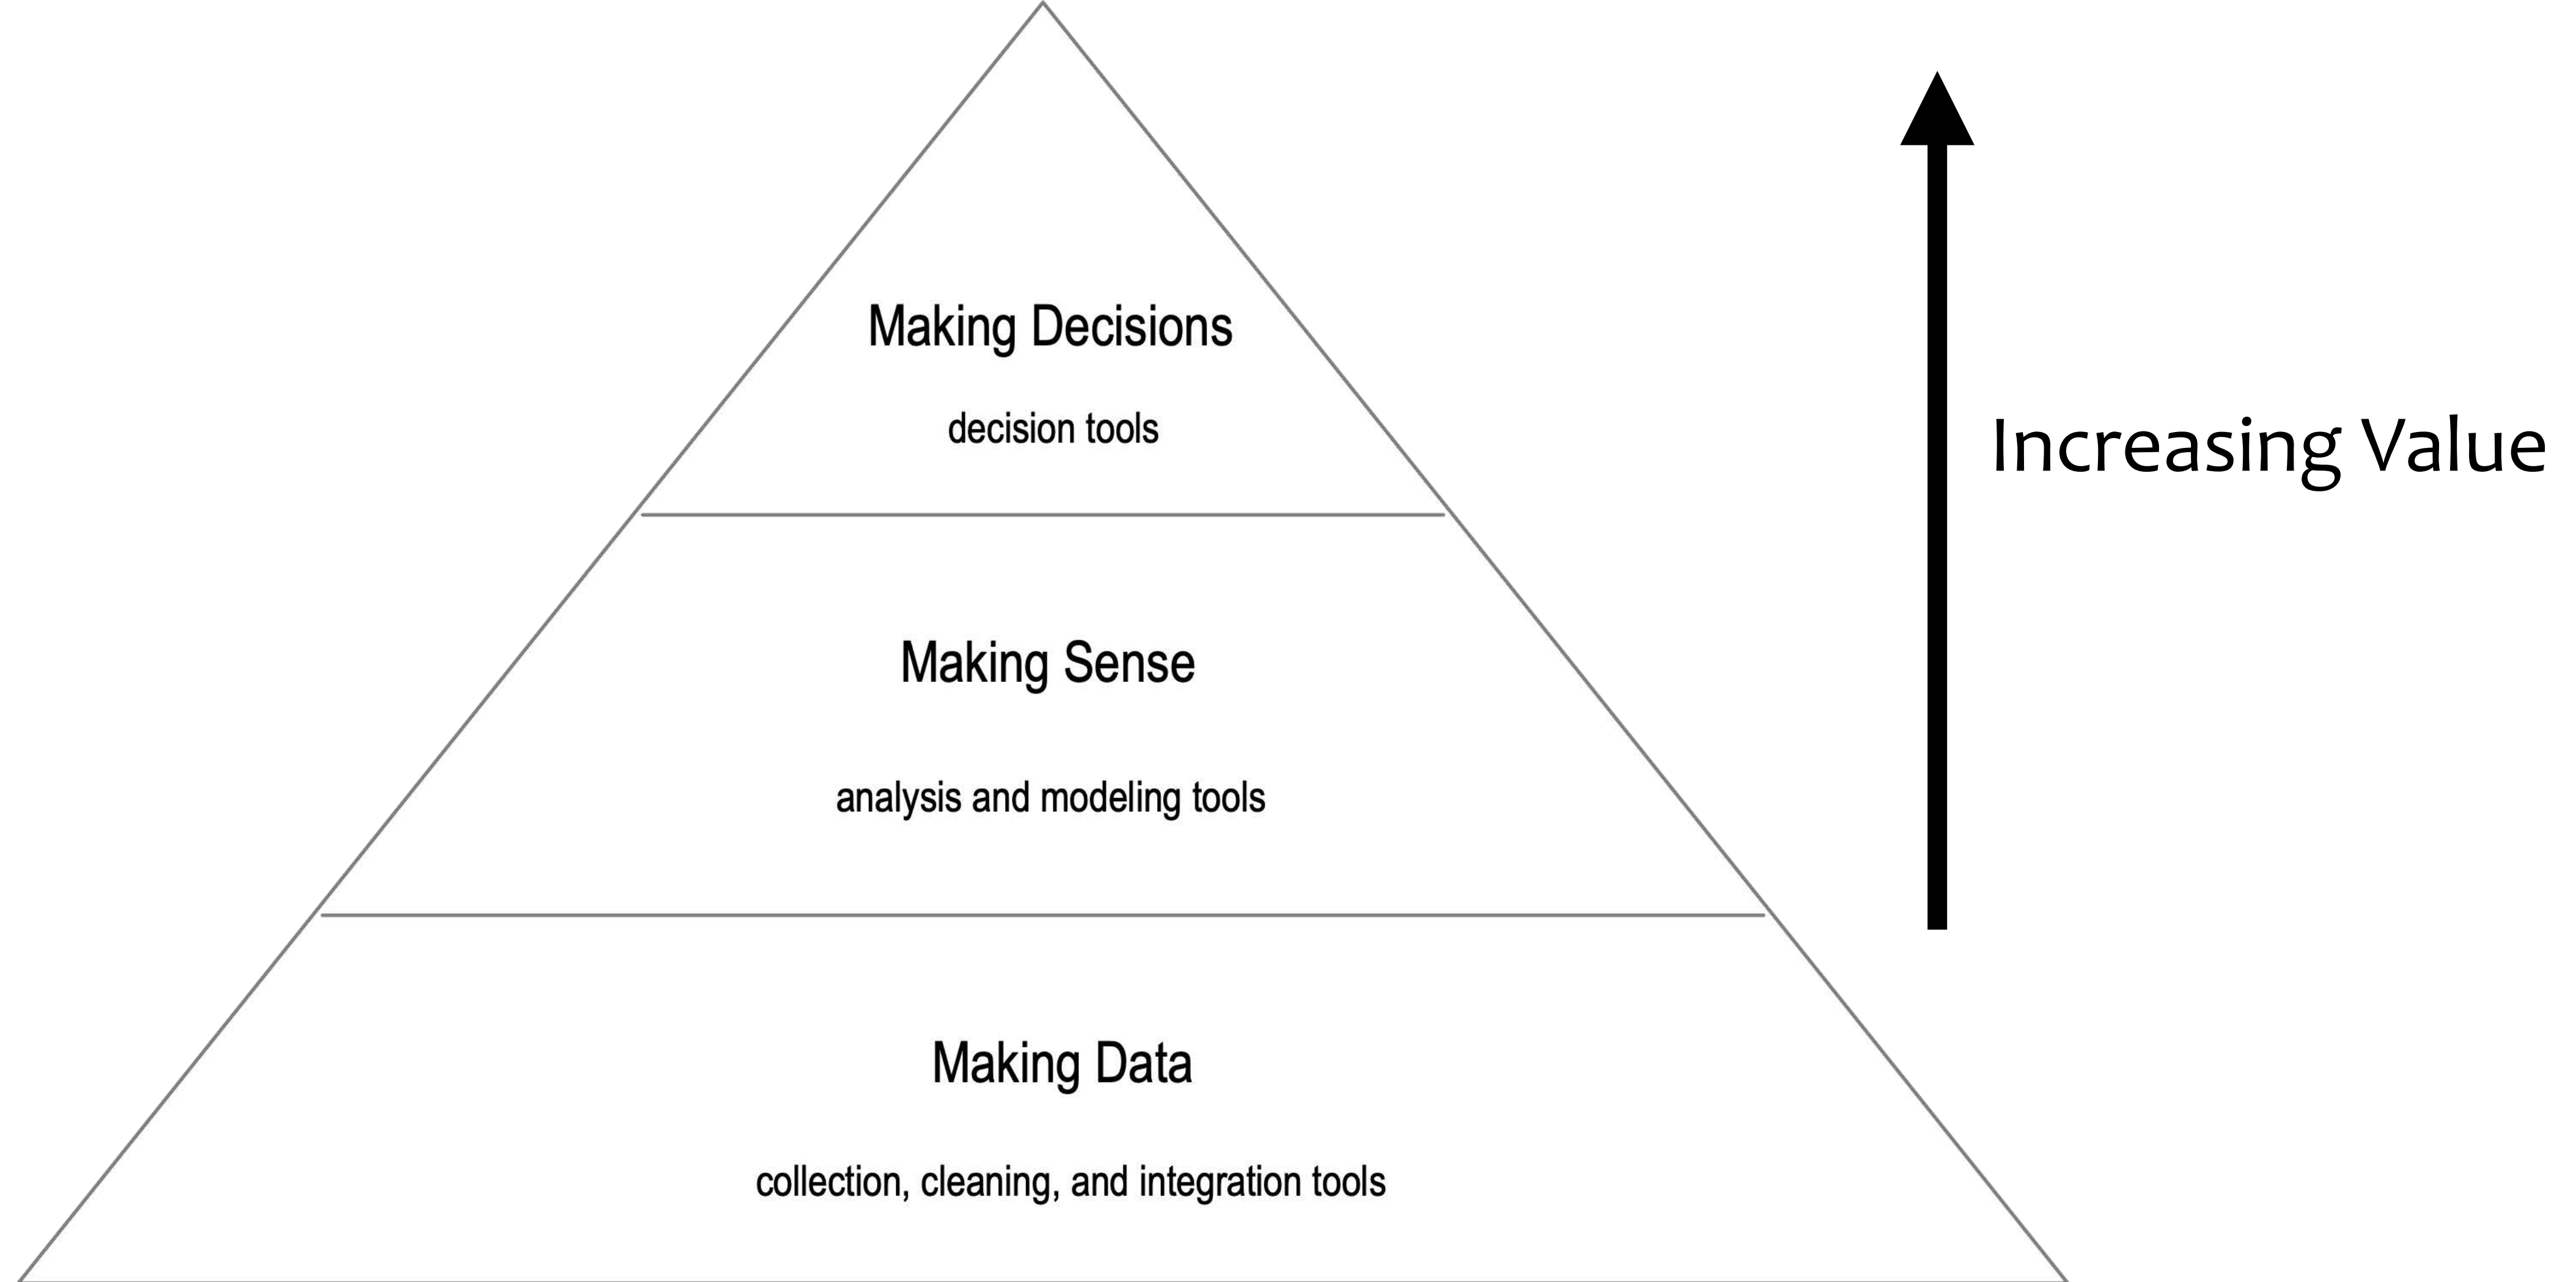 Making Decisions
decision tools
Increasing Value
Making Sense
analysis and modeling tools
Making Data
collection, cleaning, and integration tools